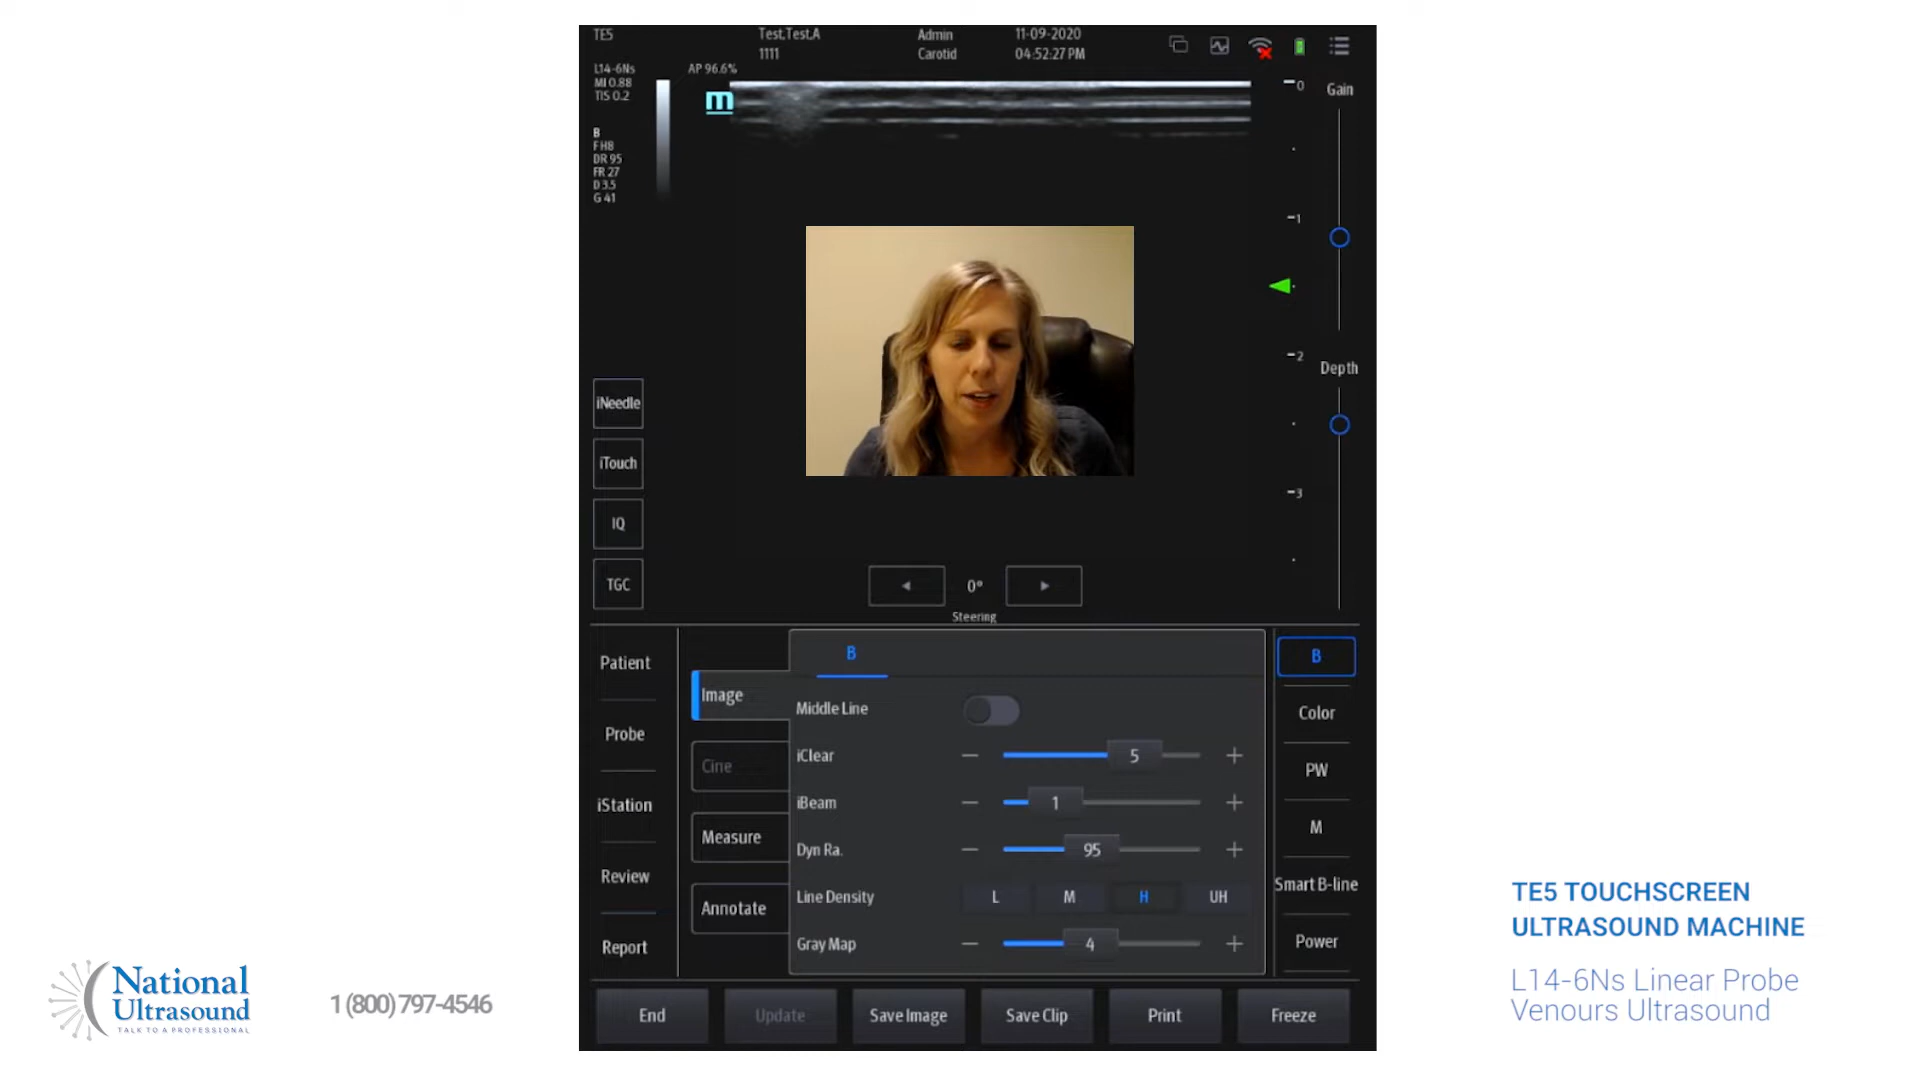 TE5
Test.Test.A
1111
Admin
Carotid
11-09-2020
04:52:27 PM
L14-6Ns
MI 0.88
TIS 0.2
AP 96.6%
m
B
F H8
DR 95
FR 27
D 3.5
G 41
0
1
2
3
Gain
Depth
iNeedle
iTouch
IQ
TGC
0°
Steering
Patient
Probe
iStation
Review
Report
Image
Cine
Measure
Annotate
B
Middle Line
iClear
5
iBeam
1
Dyn Ra.
95
Line Density
L M H UH
Gray Map
4
B
Color
PW
M
Smart B-line
Power
End
Update
Save Image
Save Clip
Print
Freeze
National
Ultrasound
TALK TO A PROFESSIONAL
1 (800) 797-4546
TE5 TOUCHSCREEN
ULTRASOUND MACHINE
L14-6Ns Linear Probe
Venours Ultrasound